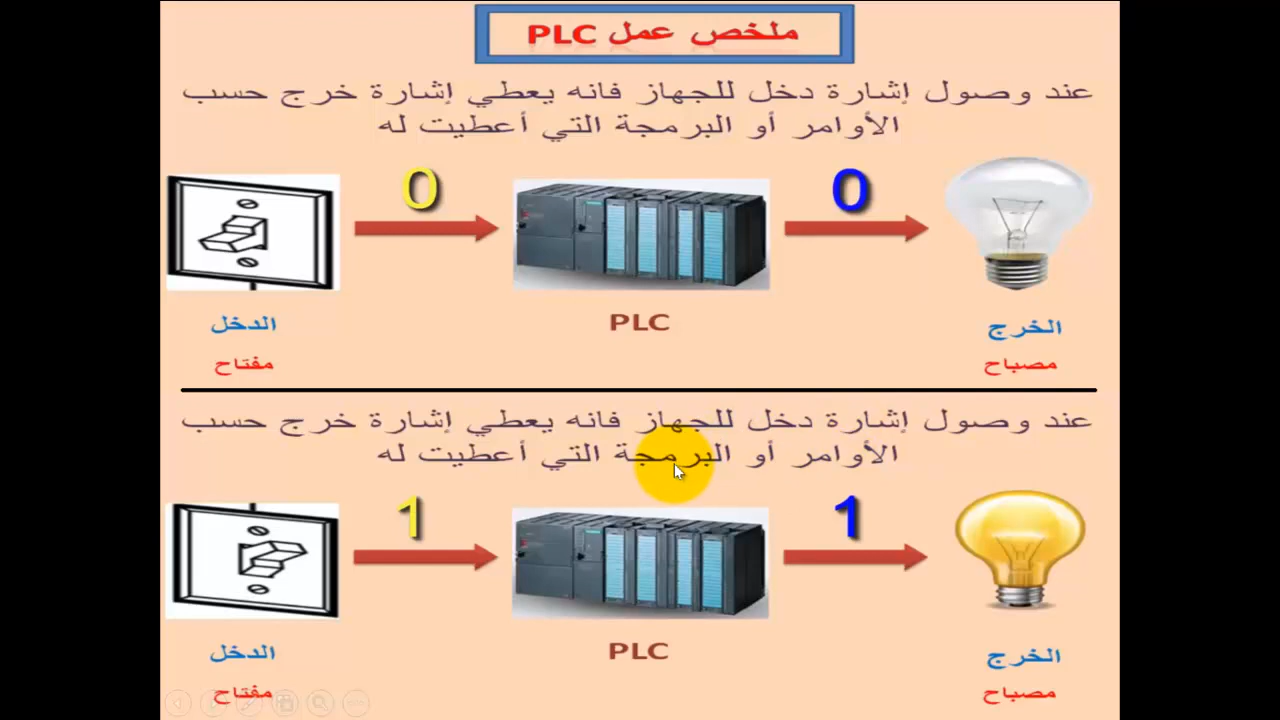 ملخص عمل PLC
عند وصول إشارة دخل للجهاز فانه يعطي إشارة خرج حسب
الأوامر أو البرمجة التي أعطيت له
0
0
الدخل
PLC
الخرج
مفتاح
مصباح
عند وصول إشارة دخل للجهاز فانه يعطي إشارة خرج حسب
الأوامر أو البرمجة التي أعطيت له
1
1
الدخل
PLC
الخرج
مفتاح
مصباح